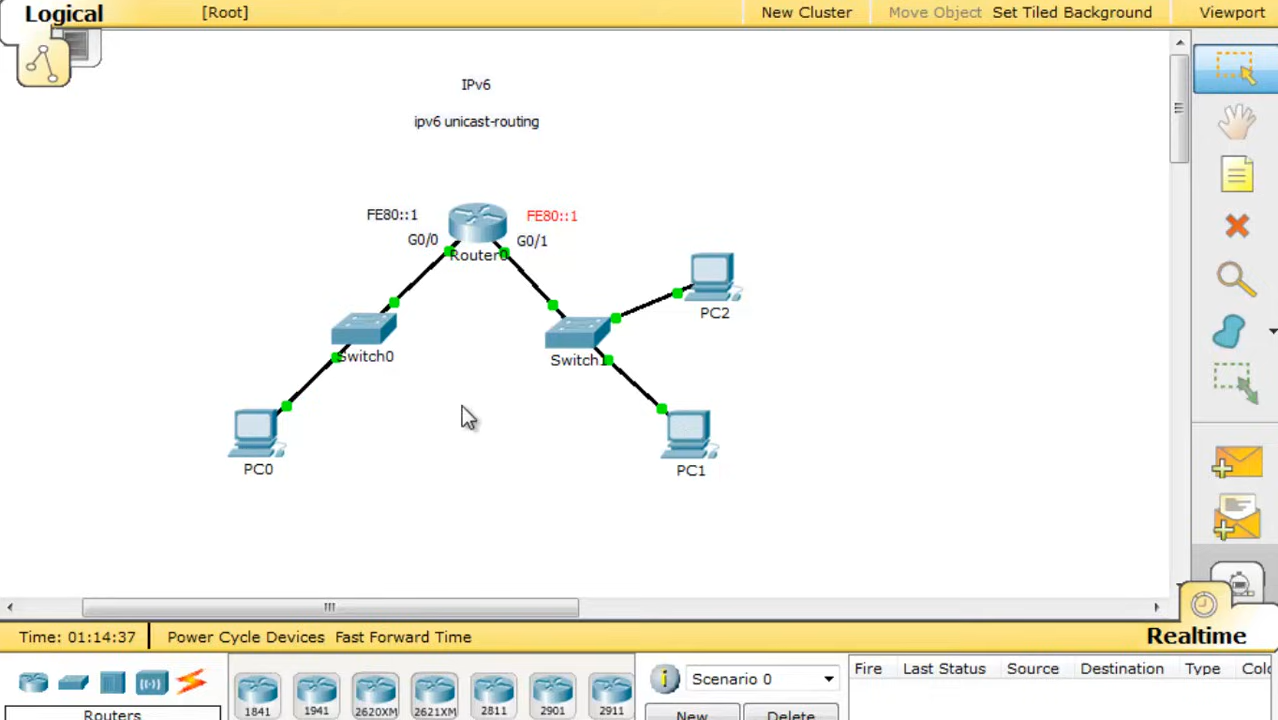 Logical
[Root]
New Cluster
Move Object
Set Tiled Background
Viewport
IPv6
ipv6 unicast-routing
FE80::1
FE80::1
G0/0
G0/1
Router0
PC2
Switch0
Switch1
PC0
PC1
Time: 01:14:37
Power Cycle Devices
Fast Forward Time
Realtime
Scenario 0
Fire
Last Status
Source
Destination
Type
Colo
1841
1941
2620XM
2621XM
2811
2901
2911
Routers
New
Delete